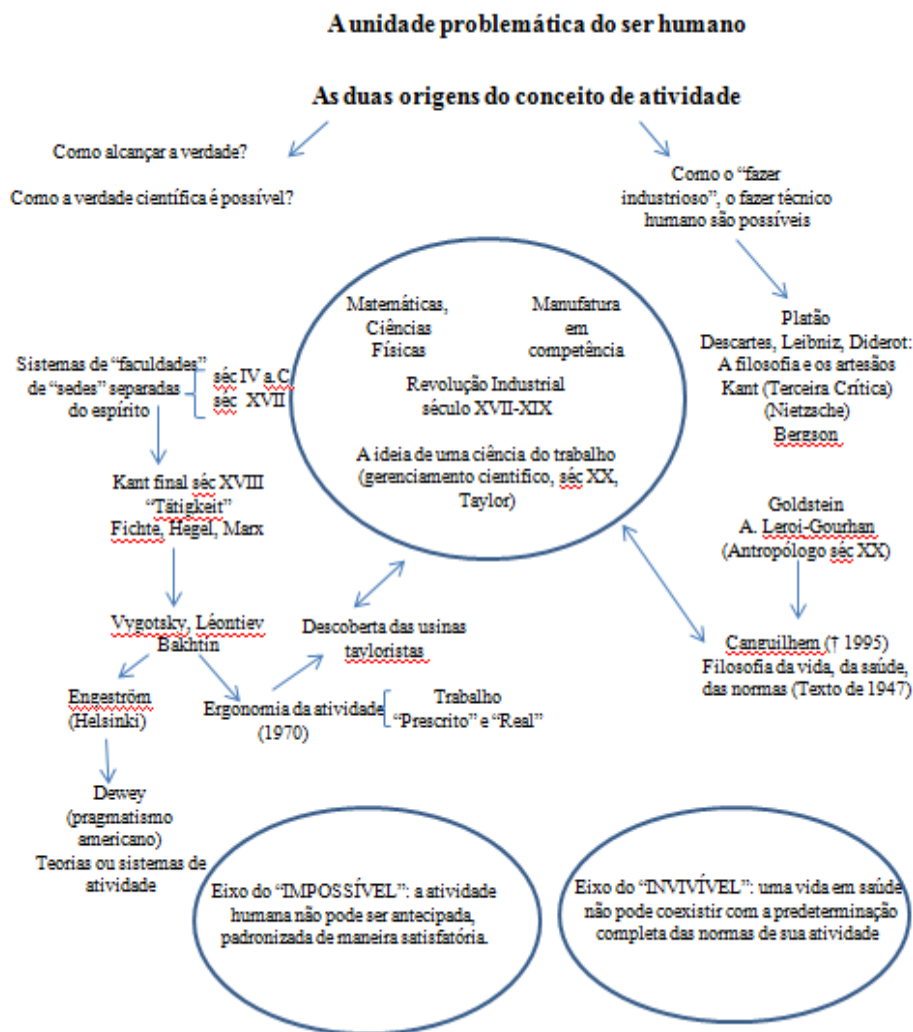 A unidade problemática do ser humano
As duas origens do conceito de atividade
Como alcançar a verdade?
Como a verdade científica é possível?
Como o “fazer
industrioso”, o fazer técnico
humano são possíveis
Matemáticas,
Ciências
Físicas
Manufatura
em
competência
Revolução Industrial
século XVII-XIX
A ideia de uma ciência do trabalho
(gerenciamento cientifico, séc XX,
Taylor)
Sistemas de “faculdades”
de “sedes” separadas
do espírito
séc IV a.C
séc XVII
Platão
Descartes, Leibniz, Diderot:
A filosofia e os artesãos
Kant (Terceira Crítica)
(Nietzsche)
Bergson
Kant final séc XVIII
“Tätigkeit”
Fichte, Hegel, Marx
Goldstein
A. Leroi-Gourhan
(Antropólogo séc XX)
Vygotsky, Léontiev
Bakhtin
Descoberta das usinas
tayloristas
Canguilhem († 1995)
Filosofia da vida, da saúde,
das normas (Texto de 1947)
Engeström
(Helsinki)
Ergonomia da atividade
(1970)
Trabalho
“Prescrito” e “Real”
Dewey
(pragmatismo
americano)
Teorias ou sistemas de
atividade
Eixo do “IMPOSSÍVEL”: a atividade
humana não pode ser antecipada,
padronizada de maneira satisfatória.
Eixo do “INVIVÍVEL”: uma vida em saúde
não pode coexistir com a predeterminação
completa das normas de sua atividade